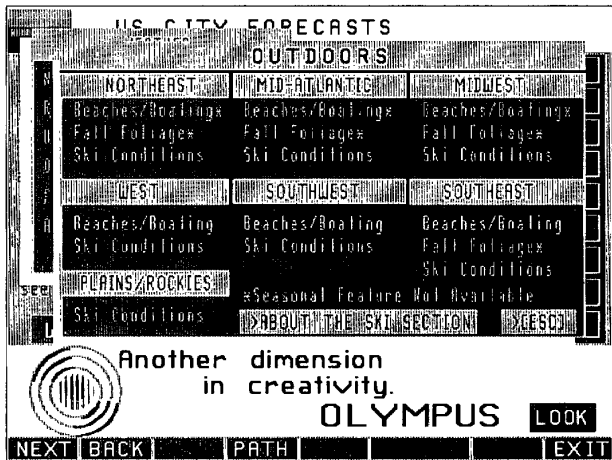 US CITY FORECASTS
OUTDOORS
NORTHEAST
Beaches/Boating*
Fall Foliage*
Ski Conditions
MID-ATLANTIC
Beaches/Boating*
Fall Foliage*
Ski Conditions
MIDWEST
Beaches/Boating*
Fall Foliage*
Ski Conditions
WEST
Beaches/Boating
Ski Conditions
SOUTHWEST
Beaches/Boating
Ski Conditions
SOUTHEAST
Beaches/Boating
Fall Foliage*
Ski Conditions
PLAINS/ROCKIES
Ski Conditions
*Seasonal Feature Not Available
>ABOUT THE SKI SECTION
>[ESC]
see
Another dimension
in creativity.
OLYMPUS
LOOK
NEXT BACK PATH EXIT